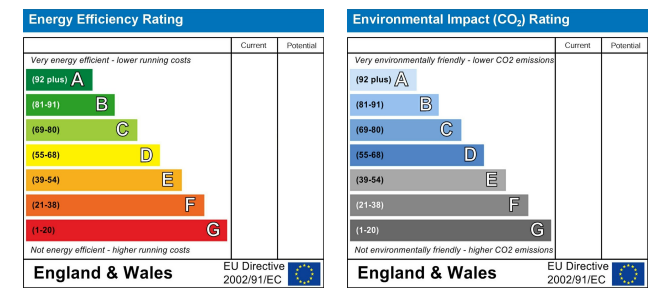 Energy Efficiency Rating
Current Potential
Very energy efficient - lower running costs
(92 plus) A
(81-91) B
(69-80) C
(55-68) D
(39-54) E
(21-38) F
(1-20) G
Not energy efficient - higher running costs
England & Wales
EU Directive
2002/91/EC
Environmental Impact (CO₂) Rating
Current Potential
Very environmentally friendly - lower CO2 emissions
(92 plus) A
(81-91) B
(69-80) C
(55-68) D
(39-54) E
(21-38) F
(1-20) G
Not environmentally friendly - higher CO2 emissions
England & Wales
EU Directive
2002/91/EC